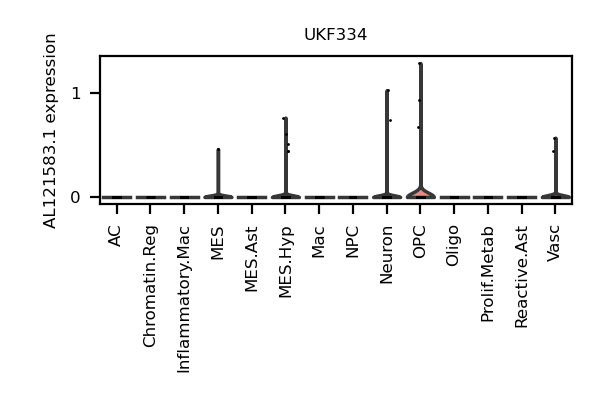 UKF334
AL121583.1 expression
1
0
AC
Chromatin.Reg
Inflammatory.Mac
MES
MES.Ast
MES.Hyp
Mac
NPC
Neuron
OPC
Oligo
Prolif.Metab
Reactive.Ast
Vasc